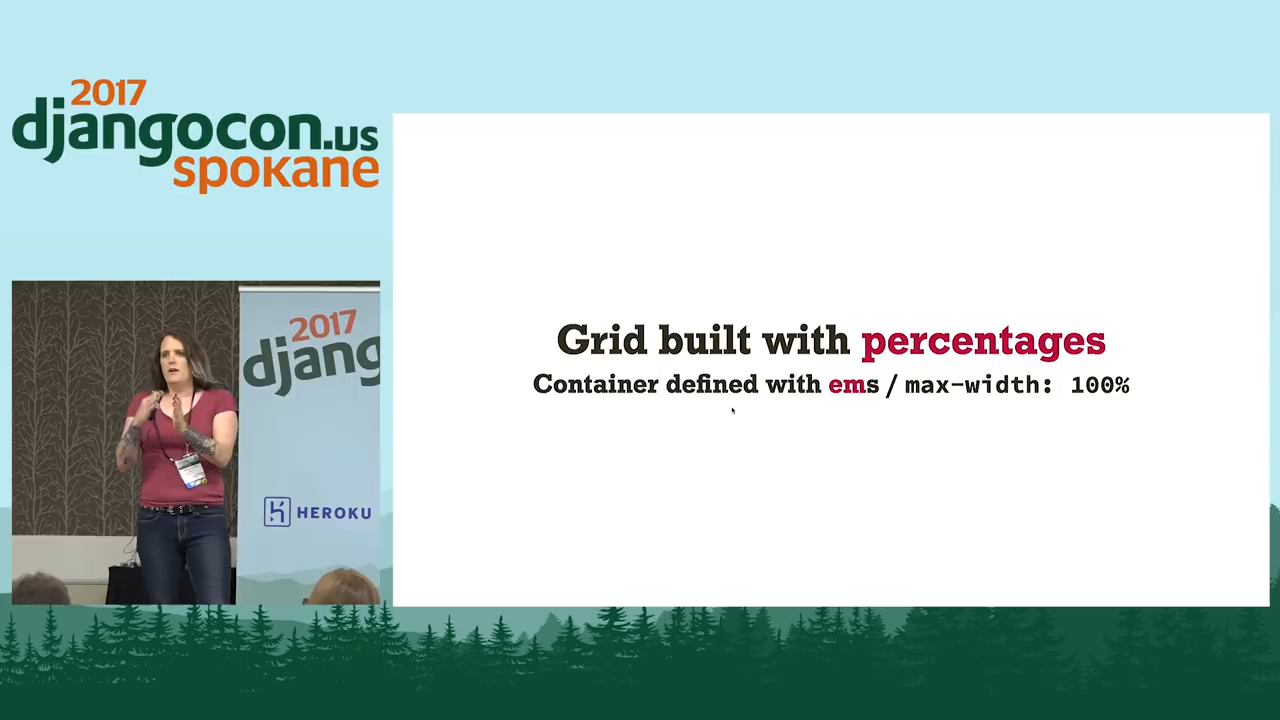 2017
djangocon.us
spokane
Grid built with percentages
Container defined with ems / max-width: 100%
2017
djang
HEROKU